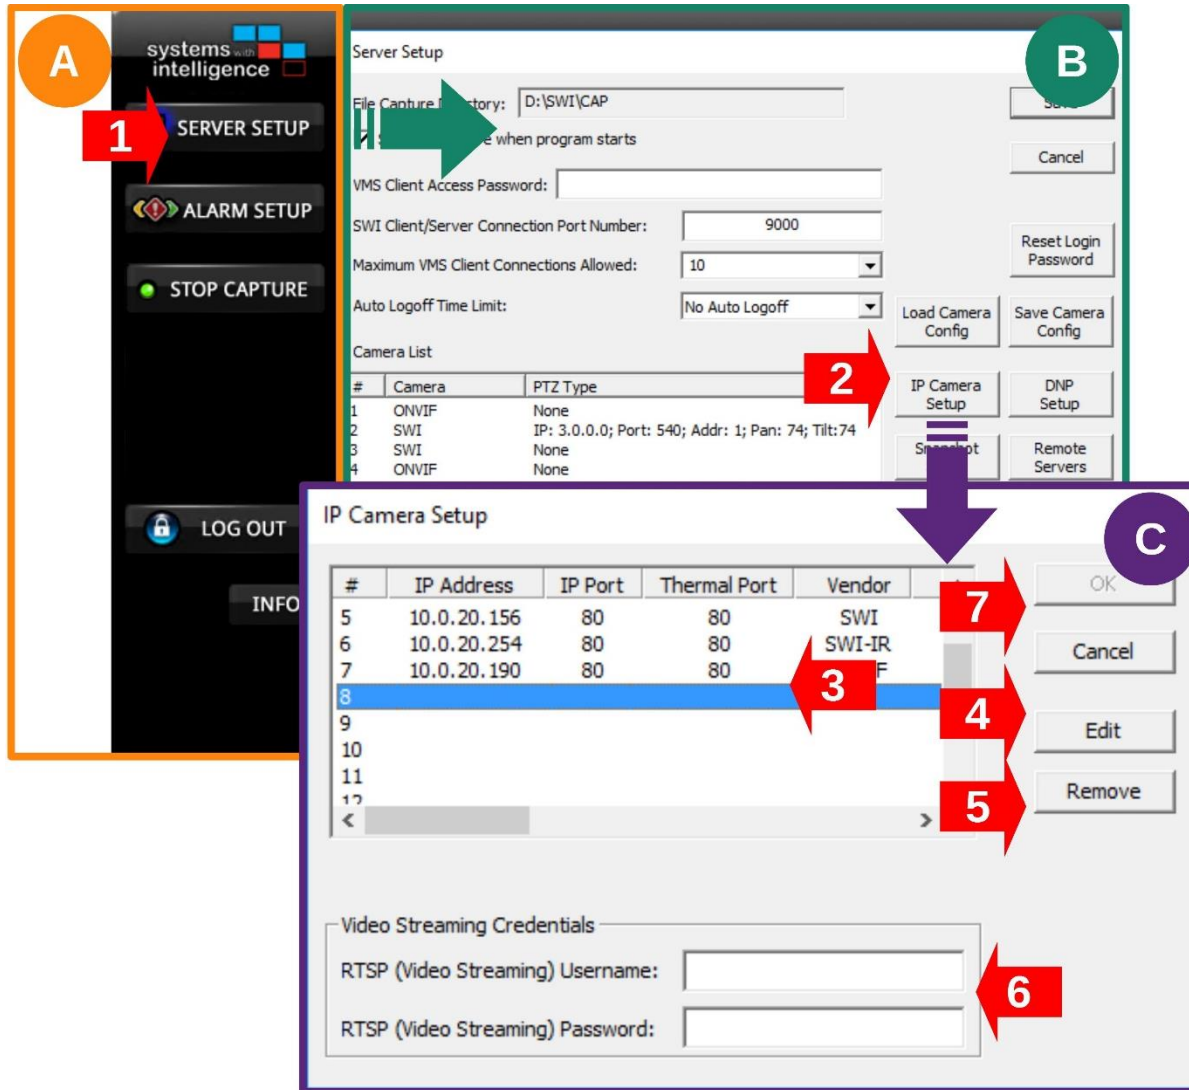 A
systems with
intelligence
1
SERVER SETUP
ALARM SETUP
STOP CAPTURE
LOG OUT
INFO
B
Server Setup
File Capture Directory: D:\SWI\CAP
Save
when program starts
Cancel
VMS Client Access Password:
SWI Client/Server Connection Port Number: 9000
Reset Login
Password
Maximum VMS Client Connections Allowed: 10
Auto Logoff Time Limit: No Auto Logoff
Load Camera
Config
Save Camera
Config
Camera List
2
# Camera PTZ Type
1 ONVIF None
2 SWI IP: 3.0.0.0; Port: 540; Addr: 1; Pan: 74; Tilt:74
3 SWI None
4 ONVIF None
IP Camera
Setup
DNP
Setup
Snapshot
Remote
Servers
C
IP Camera Setup
# IP Address IP Port Thermal Port Vendor
5 10.0.20.156 80 80 SWI
6 10.0.20.254 80 80 SWI-IR
7 10.0.20.190 80 80 F
8
9
10
11
12
3
7
OK
Cancel
4
Edit
5
Remove
Video Streaming Credentials
RTSP (Video Streaming) Username:
RTSP (Video Streaming) Password:
6